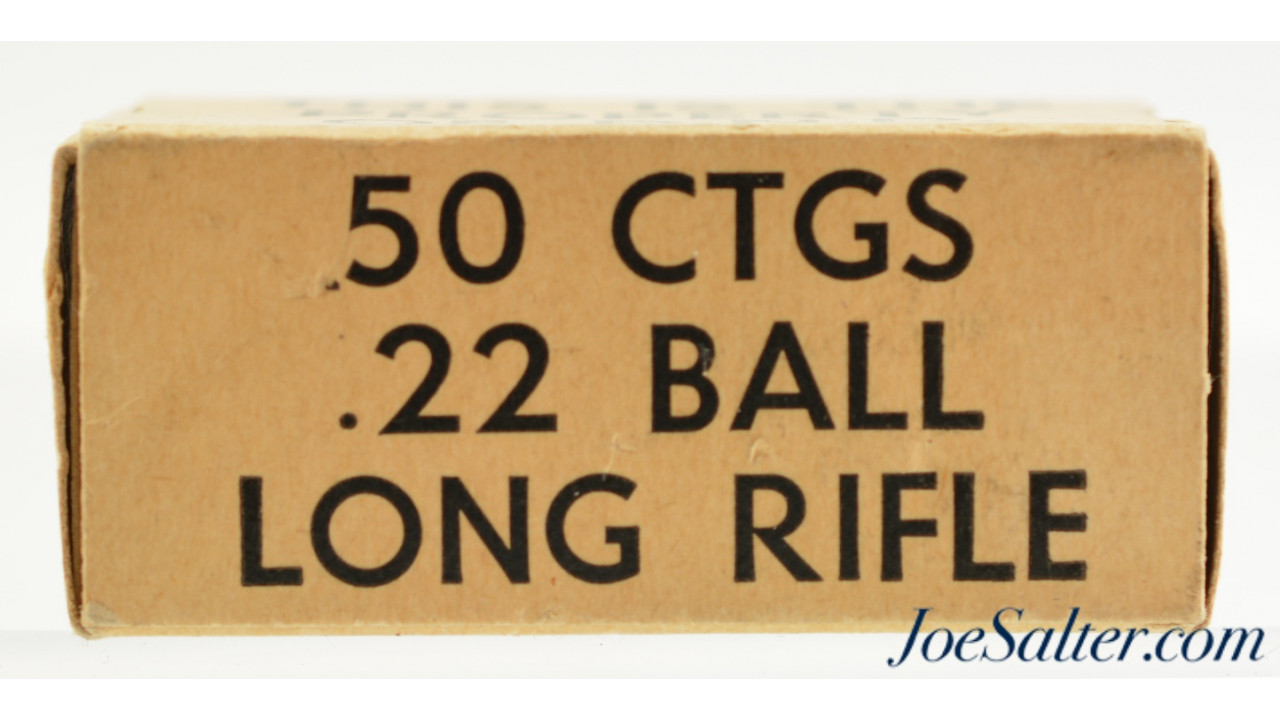 50 CTGS
.22 BALL
LONG RIFLE
JoeSalter.com